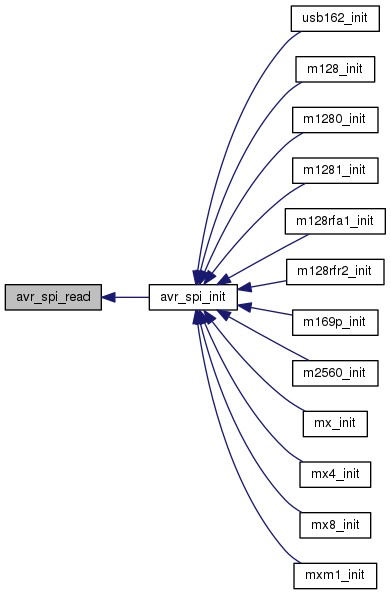 usb162_init
m128_init
m1280_init
m1281_init
m128rfa1_init
m128rfr2_init
avr_spi_read
avr_spi_init
m169p_init
m2560_init
mx_init
mx4_init
mx8_init
mxm1_init